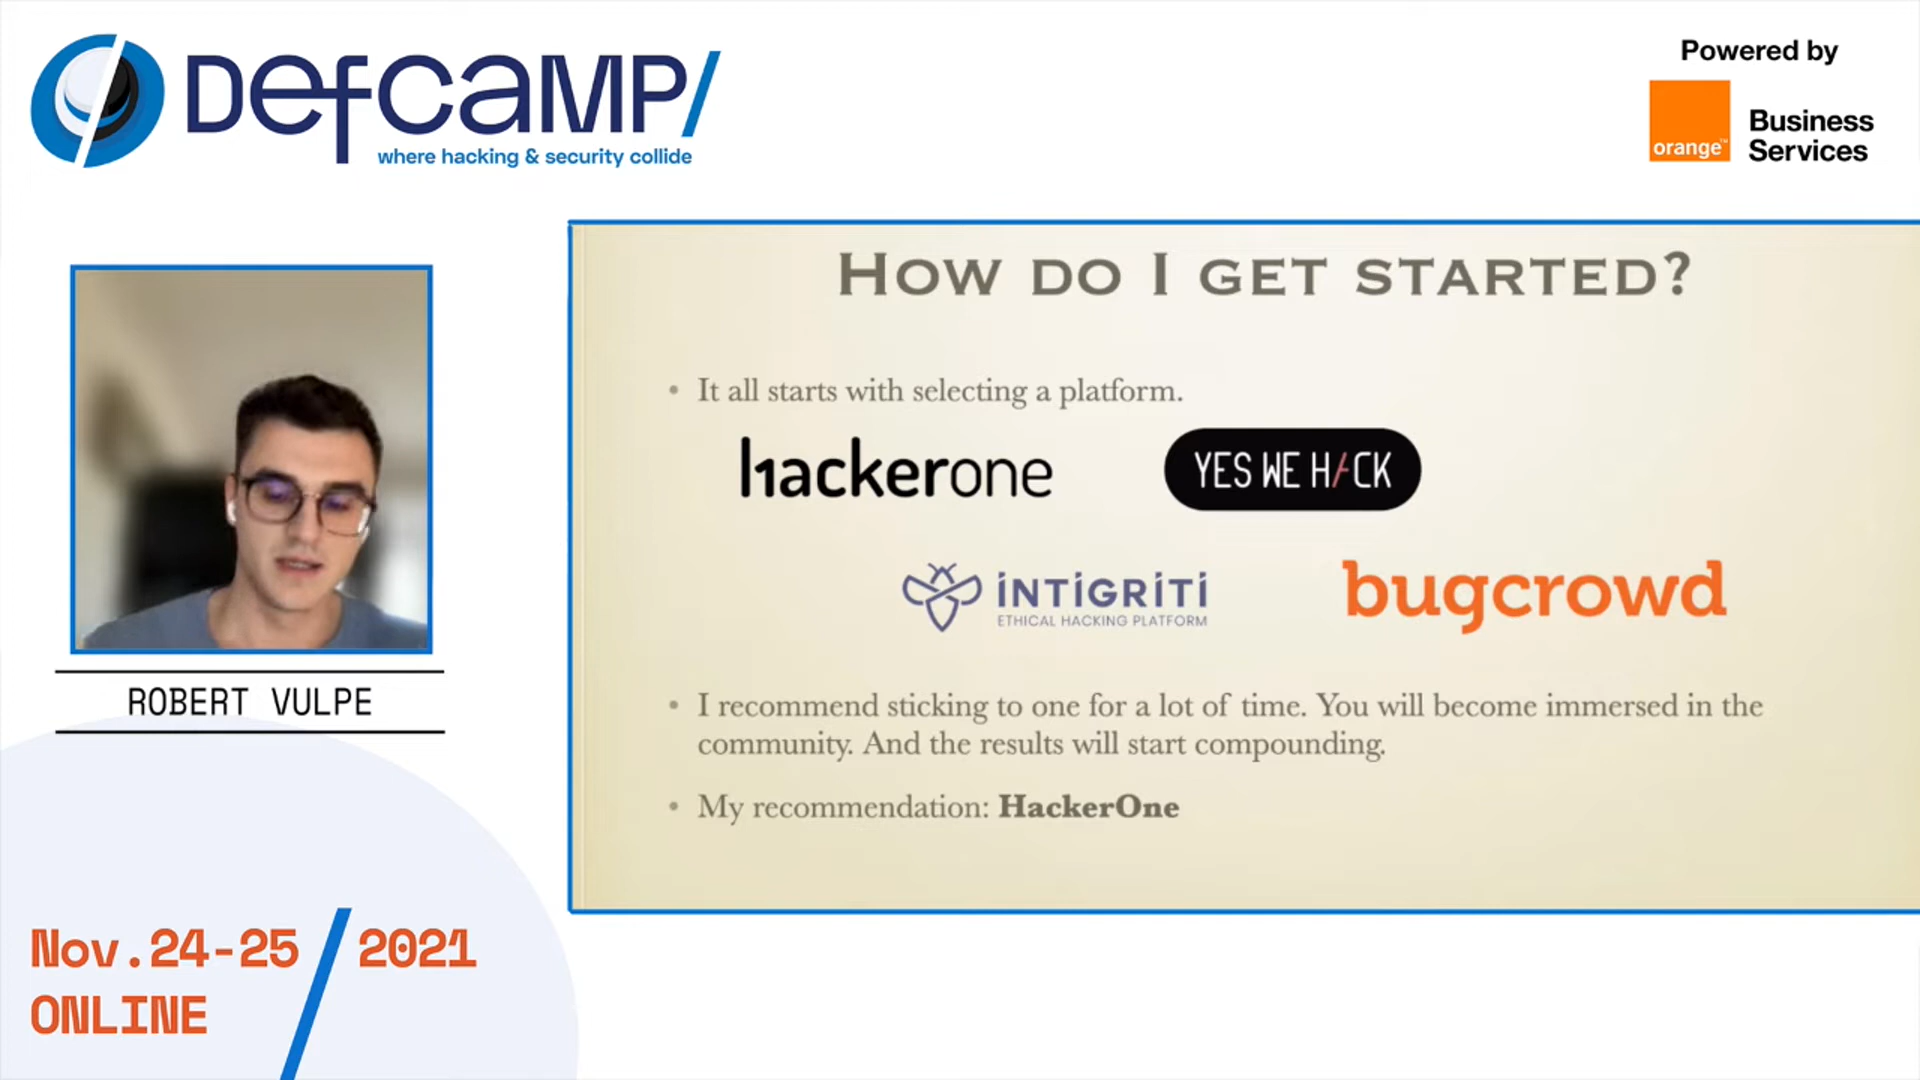 DefCamp/
where hacking & security collide
Powered by
orange™
Business
Services
How do I get started?
• It all starts with selecting a platform.
hackerone
YES WE H/CK
intigriti
ETHICAL HACKING PLATFORM
bugcrowd
• I recommend sticking to one for a lot of time. You will become immersed in the
community. And the results will start compounding.
• My recommendation: HackerOne
ROBERT VULPE
Nov.24-25/2021
ONLINE